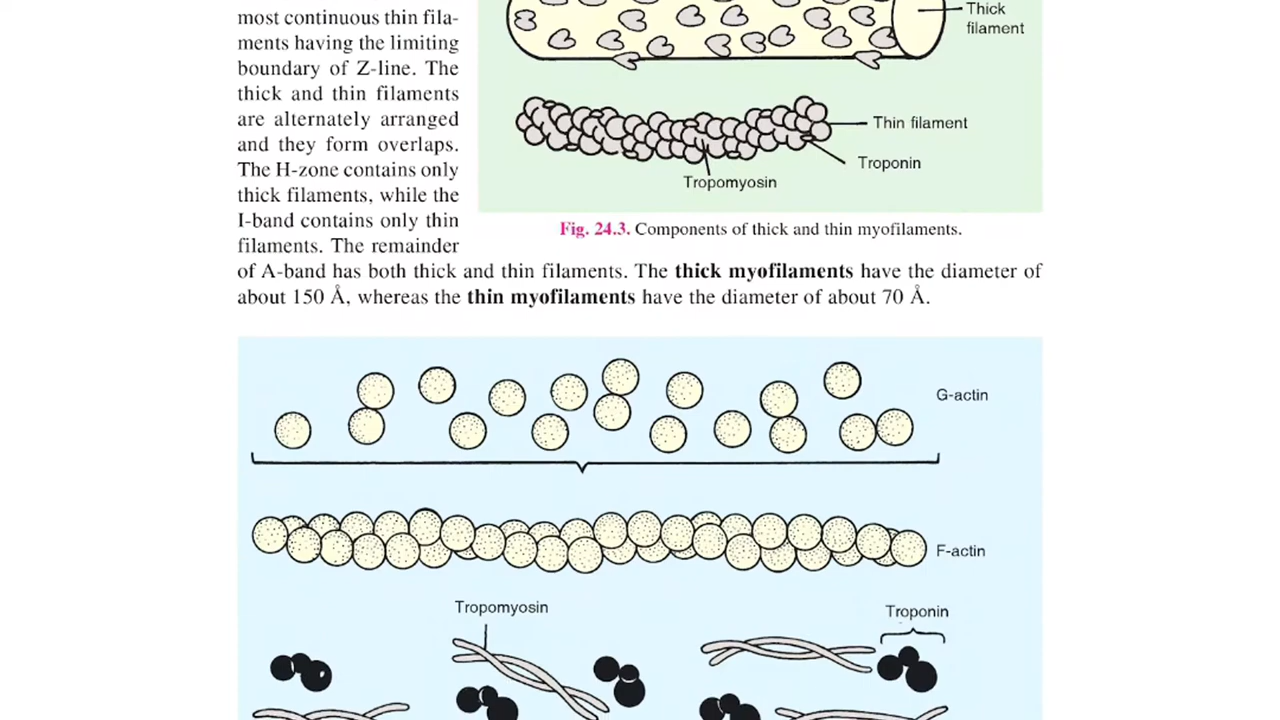 most continuous thin fila-
ments having the limiting
boundary of Z-line. The
thick and thin filaments
are alternately arranged
and they form overlaps.
The H-zone contains only
thick filaments, while the
I-band contains only thin
filaments. The remainder
of A-band has both thick and thin filaments. The thick myofilaments have the diameter of
about 150 Å, whereas the thin myofilaments have the diameter of about 70 Å.
Thick
filament
Thin filament
Troponin
Tropomyosin
Fig. 24.3. Components of thick and thin myofilaments.
G-actin
F-actin
Tropomyosin
Troponin